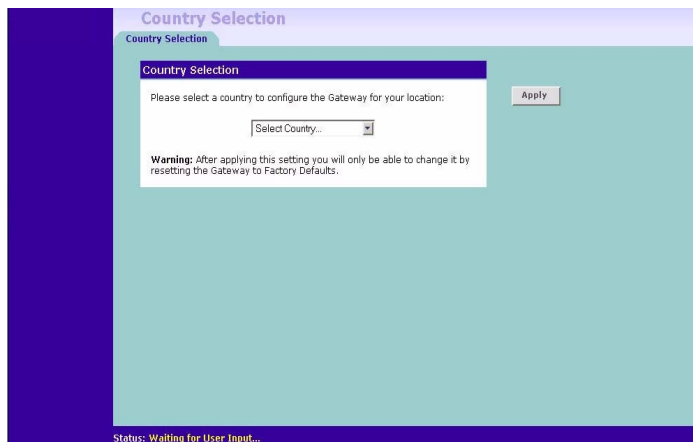 Country Selection
Country Selection
Country Selection
Please select a country to configure the Gateway for your location:
Apply
Select Country...
Warning: After applying this setting you will only be able to change it by
resetting the Gateway to Factory Defaults.
Status: Waiting for User Input...